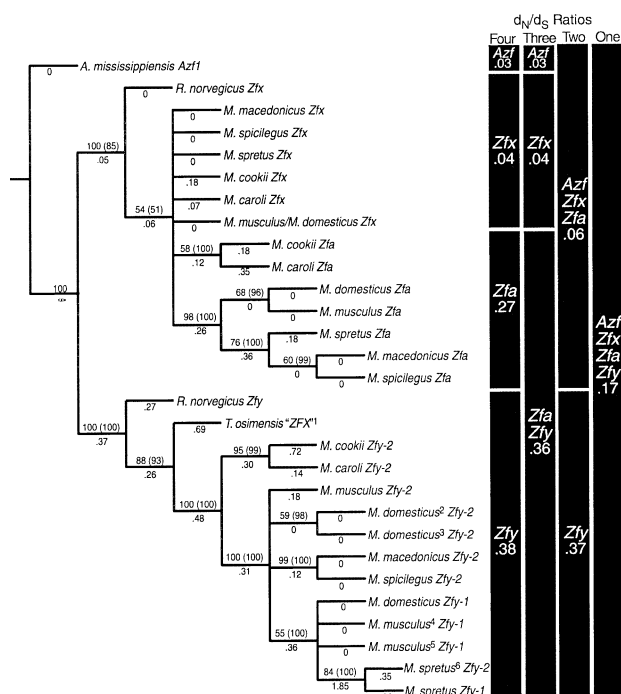 dN/dS Ratios
Four Three Two One
Azf .03
Azf .03
A. mississippiensis Azf1
0
R. norvegicus Zfx
0
M. macedonicus Zfx
0
100 (85)
.05
M. spicilegus Zfx
0
M. spretus Zfx
0
Zfx .04
Zfx .04
M. cookii Zfx
.18
M. caroli Zfx
.07
54 (51)
.06
M. musculus/M. domesticus Zfx
0
Azf Zfx Zfa .06
M. cookii Zfa
.18
58 (100)
.12
M. caroli Zfa
.35
M. domesticus Zfa
0
68 (96)
0
100
Zfa .27
M. musculus Zfa
0
98 (100)
.26
M. spretus Zfa
.18
76 (100)
.36
Azf Zfx Zfa Zfy .17
M. macedonicus Zfa
0
60 (99)
0
M. spicilegus Zfa
0
R. norvegicus Zfy
.27
100 (100)
.37
T. osimensis "ZFX"1
.69
Zfa Zfy .36
M. cookii Zfy-2
.72
95 (99)
.30
88 (93)
.26
M. caroli Zfy-2
.14
M. musculus Zfy-2
.18
100 (100)
.48
M. domesticus2 Zfy-2
0
59 (98)
0
M. domesticus3 Zfy-2
0
Zfy .38
Zfy .37
M. macedonicus Zfy-2
0
99 (100)
.12
100 (100)
.31
M. spicilegus Zfy-2
0
M. domesticus Zfy-1
0
M. musculus4 Zfy-1
0
55 (100)
.36
M. musculus5 Zfy-1
0
M. spretus6 Zfy-2
.35
84 (100)
1.85
M. spretus Zfy-1